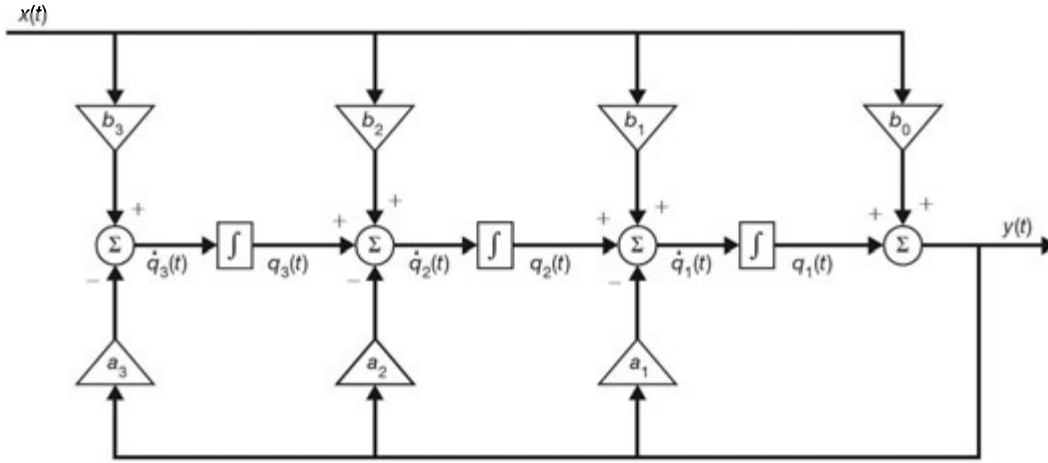 x(t)
b₃ b₂ b₁ b₀
+ + + + + + +
Σ ∫ Σ ∫ Σ ∫ Σ y(t)
q̇₃(t) q₃(t) q̇₂(t) q₂(t) q̇₁(t) q₁(t)
− − −
a₃ a₂ a₁